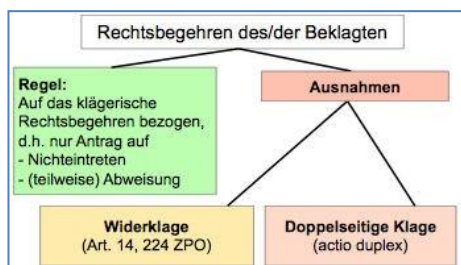 Rechtsbegehren des/der Beklagten
Regel:
Auf das klägerische
Rechtsbegehren bezogen,
d.h. nur Antrag auf
- Nichteintreten
- (teilweise) Abweisung
Ausnahmen
Widerklage
(Art. 14, 224 ZPO)
Doppelseitige Klage
(actio duplex)